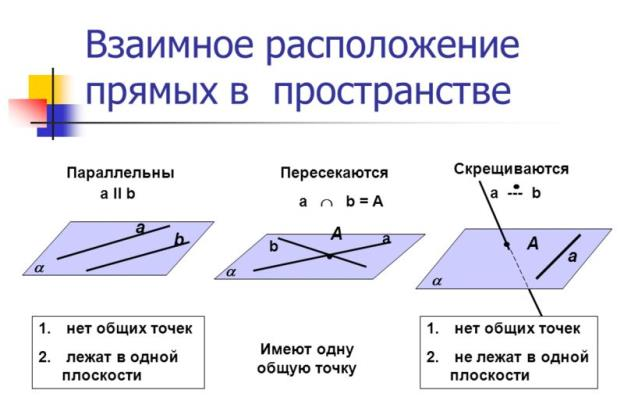 Взаимное расположение
прямых в пространстве
Параллельны
a II b
Пересекаются
a ∩ b = A
Скрещиваются
a --- b
a
b
α
b
A
a
α
A
a
α
1. нет общих точек
2. лежат в одной
плоскости
Имеют одну
общую точку
1. нет общих точек
2. не лежат в одной
плоскости